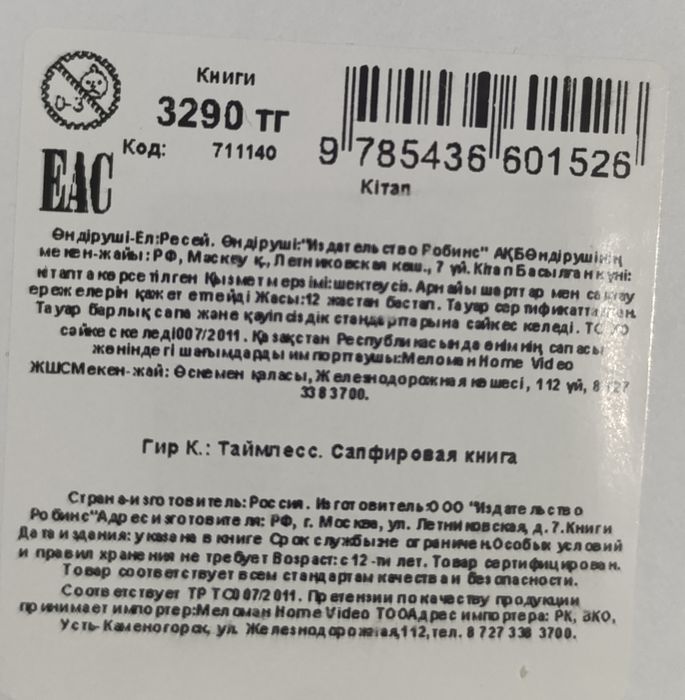 Книги
3290 тг
0-3
Код: 711140
ЕАС
9 785436 601526
Кітап
Өндіруші-Ел:Ресей. Өндіруші:"Издательство Робинс" АҚБӨндірушінің
мекен-жайы: РФ, Маскеу қ., Летниковская көш., 7 үй. Кітап Басылған күні:
кітапта көрсетілген Қызмет мерзімі:шектеусіз. Арнайы шарттар мен сақтау
ережелерін қажет етпейді Жасы:12 жастан бастап. Тауар сертификатталған.
Тауар барлық сапа және қауіпсіздік стандарттарына сәйкес келеді. ТС
сәйкес келеді007/2011. Қазақстан Республикасында өнімнің сапасы
жөніндегі шағымдарды импорттаушы:Меломан Home Video
ЖШСМекен-жай: Өскемен қаласы, Железнодорожная көшесі, 112 үй, 8 727
338 3700.
Гир К.: Таймлесс. Сапфировая книга
Страна-изготовитель:Россия. Изготовитель:ООО "Издательство
Робинс"Адрес изготовителя: РФ, г. Москва, ул. Летниковская, д. 7.Книги
Дата издания: указана в книге Срок службы:не ограничен.Особых условий
и правил хранения не требует Возраст: с 12 -ти лет. Товар сертифицирован.
Товар соответствует всем стандартам качества и безопасности.
Соответствует ТР ТС007/2011. Претензии по качеству продукции
принимает импортер:Меломан Home Video ТООАдрес импортера: РК, ВКО,
Усть-Каменогорск, ул. Железнодорожная,112,тел. 8 727 338 3700.